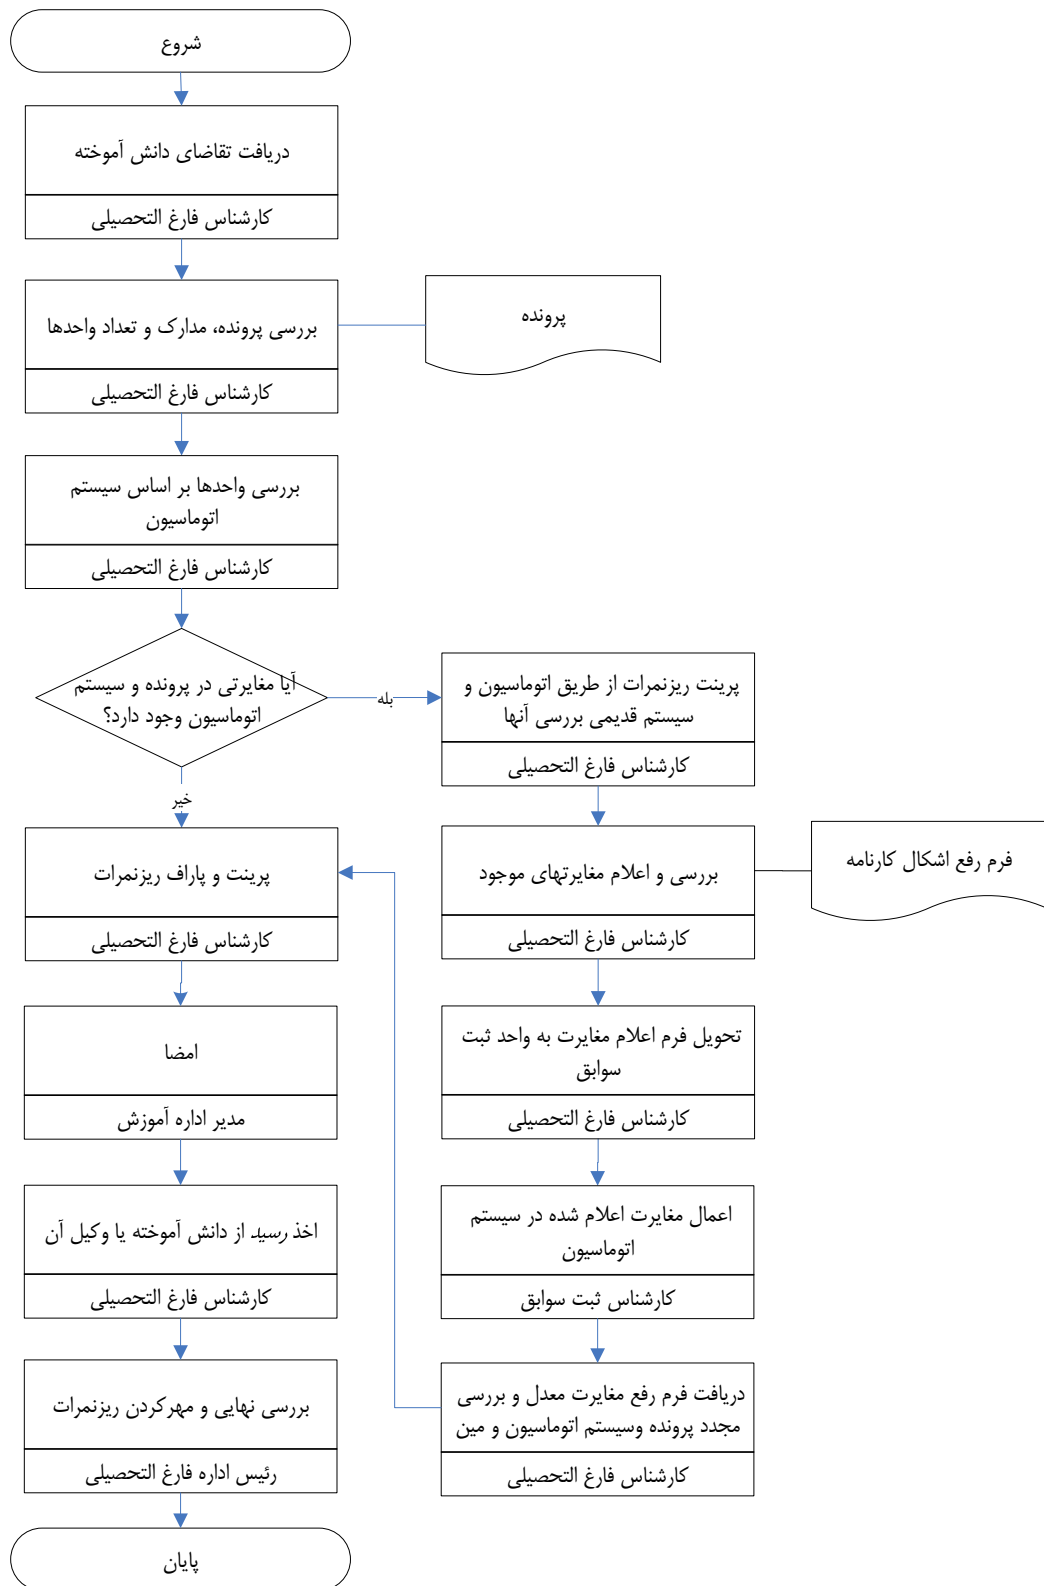 شروع
دریافت تقاضای دانش آموخته
کارشناس فارغ التحصیلی
بررسی پرونده، مدارک و تعداد واحدها
کارشناس فارغ التحصیلی
پرونده
بررسی واحدها بر اساس سیستم
اتوماسیون
کارشناس فارغ التحصیلی
آیا مغایرتی در پرونده و سیستم
اتوماسیون وجود دارد؟
بله
خیر
پرینت ریزنمرات از طریق اتوماسیون و
سیستم قدیمی بررسی آنها
کارشناس فارغ التحصیلی
بررسی و اعلام مغایرتهای موجود
کارشناس فارغ التحصیلی
فرم رفع اشکال کارنامه
تحویل فرم اعلام مغایرت به واحد ثبت
سوابق
کارشناس فارغ التحصیلی
اعمال مغایرت اعلام شده در سیستم
اتوماسیون
کارشناس ثبت سوابق
دریافت فرم رفع مغایرت معدل و بررسی
مجدد پرونده وسیستم اتوماسیون و مین
کارشناس فارغ التحصیلی
پرینت و پاراف ریزنمرات
کارشناس فارغ التحصیلی
امضا
مدیر اداره آموزش
اخذ رسید از دانش آموخته یا وکیل آن
کارشناس فارغ التحصیلی
بررسی نهایی و مهرکردن ریزنمرات
رئیس اداره فارغ التحصیلی
پایان